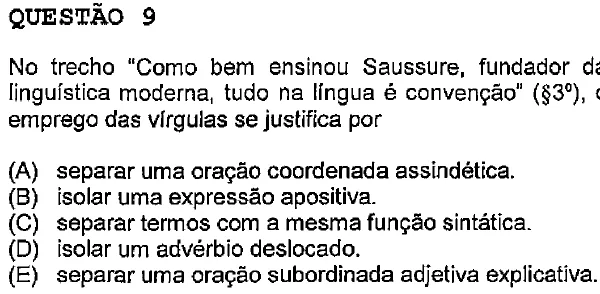 QUESTÃO 9
No trecho "Como bem ensinou Saussure, fundador da
linguística moderna, tudo na língua é convenção" (§3º), o
emprego das vírgulas se justifica por
(A) separar uma oração coordenada assindética.
(B) isolar uma expressão apositiva.
(C) separar termos com a mesma função sintática.
(D) isolar um advérbio deslocado.
(E) separar uma oração subordinada adjetiva explicativa.